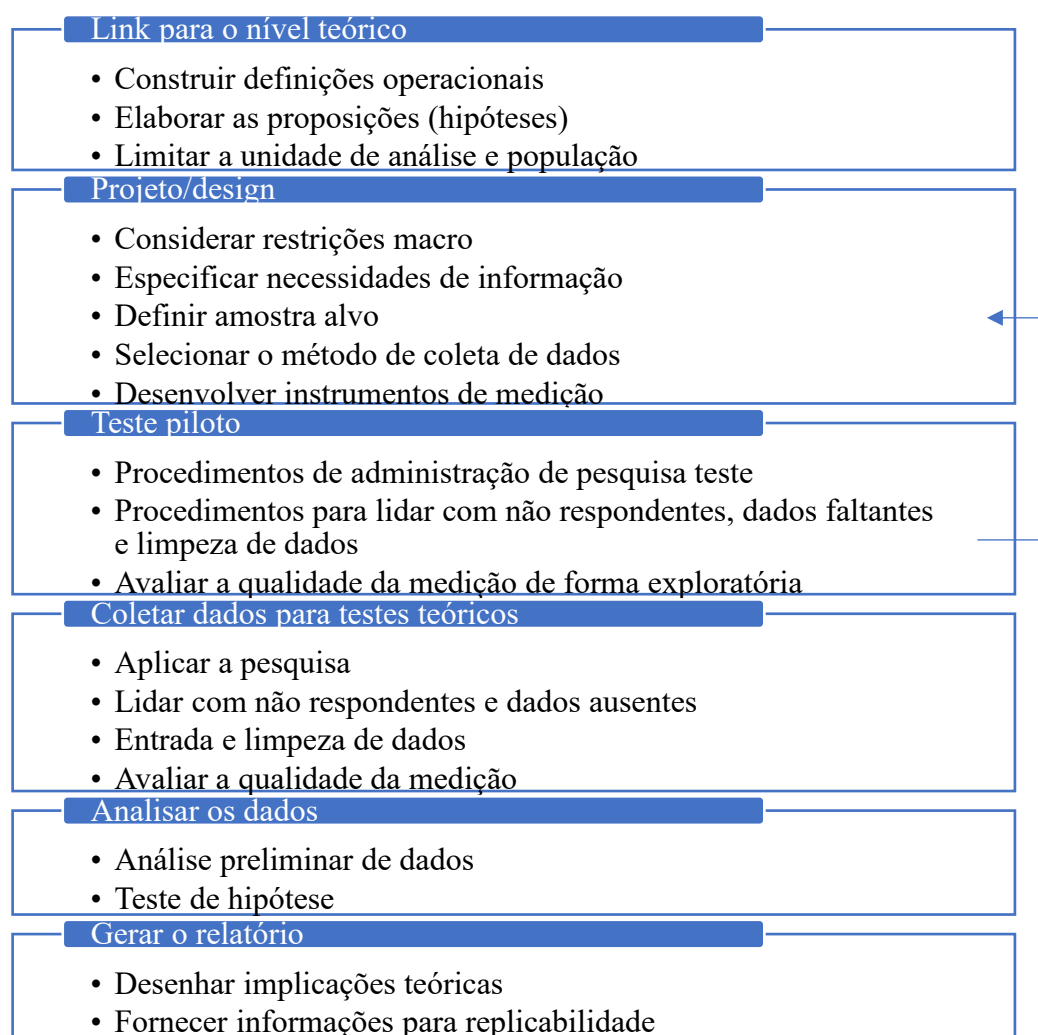 Link para o nível teórico
• Construir definições operacionais
• Elaborar as proposições (hipóteses)
• Limitar a unidade de análise e população
Projeto/design
• Considerar restrições macro
• Especificar necessidades de informação
• Definir amostra alvo
• Selecionar o método de coleta de dados
• Desenvolver instrumentos de medição
Teste piloto
• Procedimentos de administração de pesquisa teste
• Procedimentos para lidar com não respondentes, dados faltantes
e limpeza de dados
• Avaliar a qualidade da medição de forma exploratória
Coletar dados para testes teóricos
• Aplicar a pesquisa
• Lidar com não respondentes e dados ausentes
• Entrada e limpeza de dados
• Avaliar a qualidade da medição
Analisar os dados
• Análise preliminar de dados
• Teste de hipótese
Gerar o relatório
• Desenhar implicações teóricas
• Fornecer informações para replicabilidade